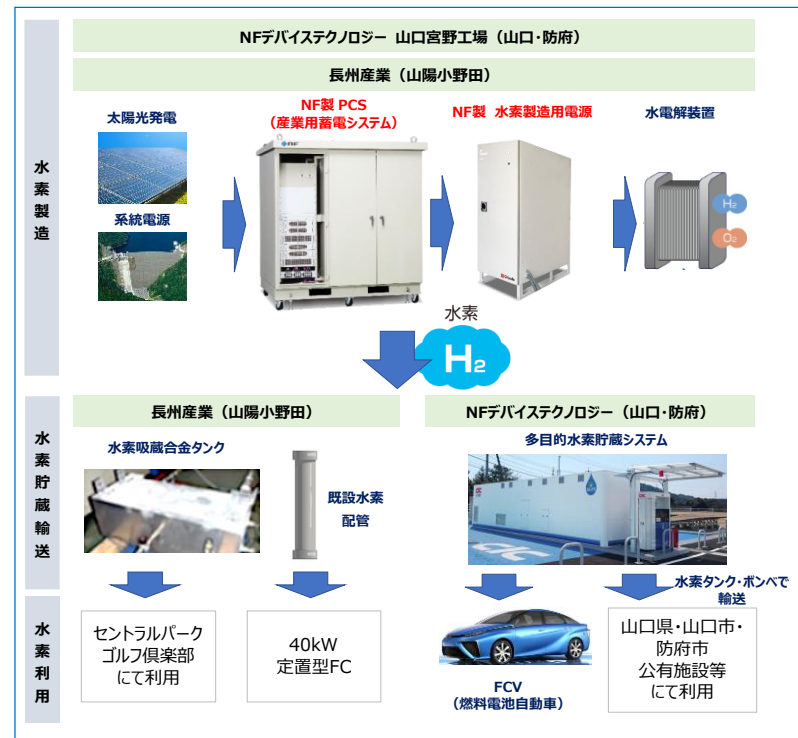 水素製造
NFデバイステクノロジー 山口宮野工場（山口・防府）
長州産業（山陽小野田）
太陽光発電
NF製 PCS
（産業用蓄電システム）
NF製 水素製造用電源
水電解装置
系統電源
H₂
O₂
水素
H₂
水素貯蔵輸送
長州産業（山陽小野田）
NFデバイステクノロジー（山口・防府）
水素吸蔵合金タンク
既設水素
配管
多目的水素貯蔵システム
水素タンク・ボンベで
輸送
水素利用
セントラルパーク
ゴルフ倶楽部
にて利用
40kW
定置型FC
FCV
（燃料電池自動車）
山口県・山口市・
防府市
公有施設等
にて利用